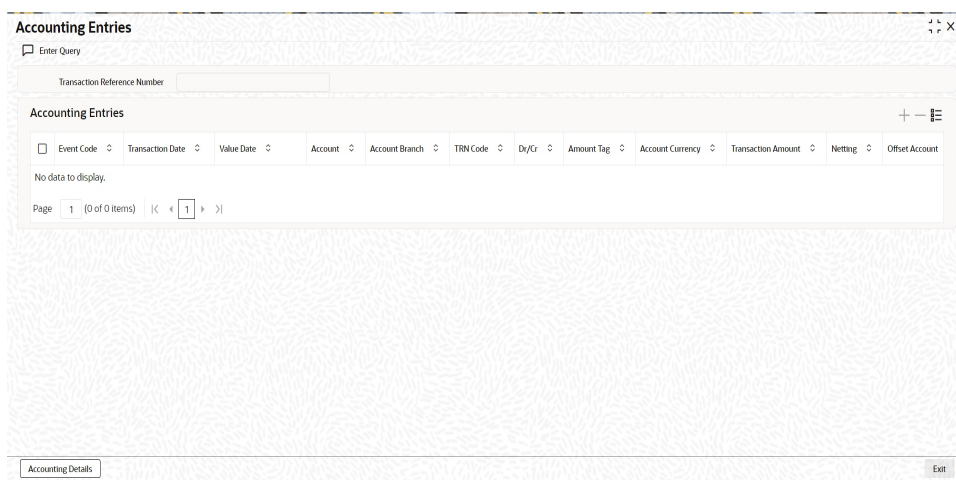 Accounting Entries
Enter Query
Transaction Reference Number
Accounting Entries
Event Code Transaction Date Value Date Account Account Branch TRN Code Dr/Cr Amount Tag Account Currency Transaction Amount Netting Offset Account
No data to display.
Page 1 (0 of 0 items) 1
Accounting Details Exit